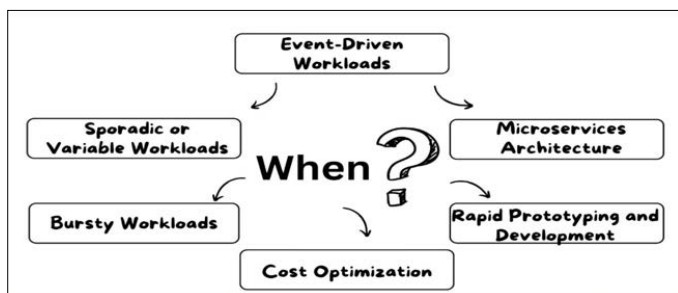 Event-Driven
Workloads
Sporadic or
Variable Workloads
Microservices
Architecture
When ?
Bursty Workloads
Rapid Prototyping and
Development
Cost Optimization